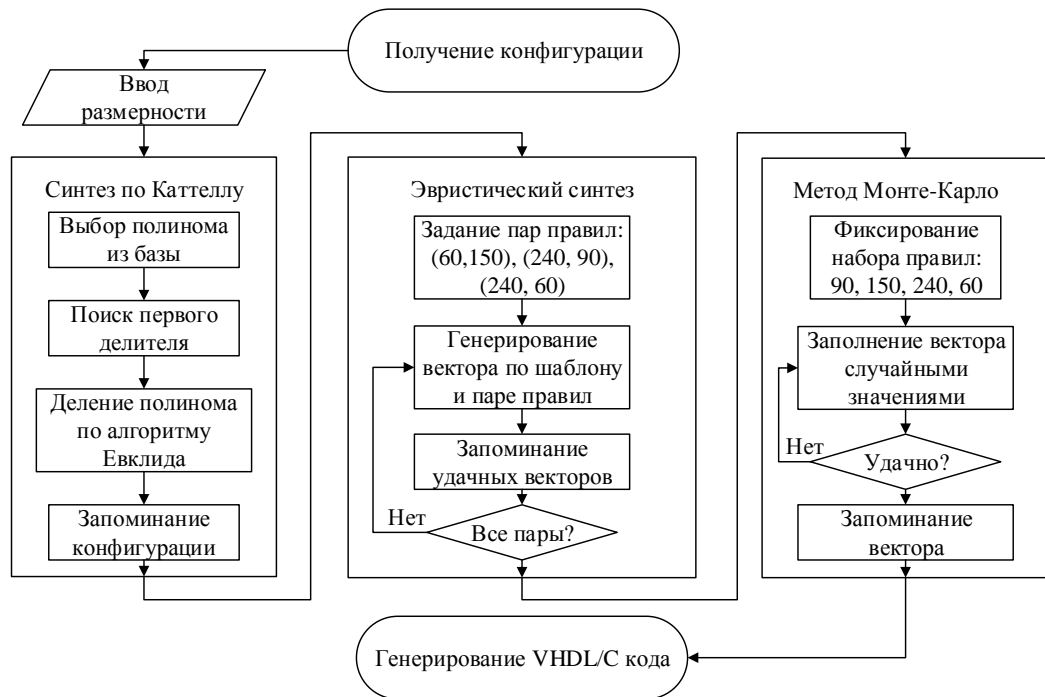 Получение конфигурации
Ввод
размерности
Синтез по Каттеллу
Выбор полинома
из базы
Поиск первого
делителя
Деление полинома
по алгоритму
Евклида
Запоминание
конфигурации
Эвристический синтез
Задание пар правил:
(60,150), (240, 90),
(240, 60)
Генерирование
вектора по шаблону
и паре правил
Запоминание
удачных векторов
Нет
Все пары?
Метод Монте-Карло
Фиксирование
набора правил:
90, 150, 240, 60
Заполнение вектора
случайными
значениями
Нет
Удачно?
Запоминание
вектора
Генерирование VHDL/C кода